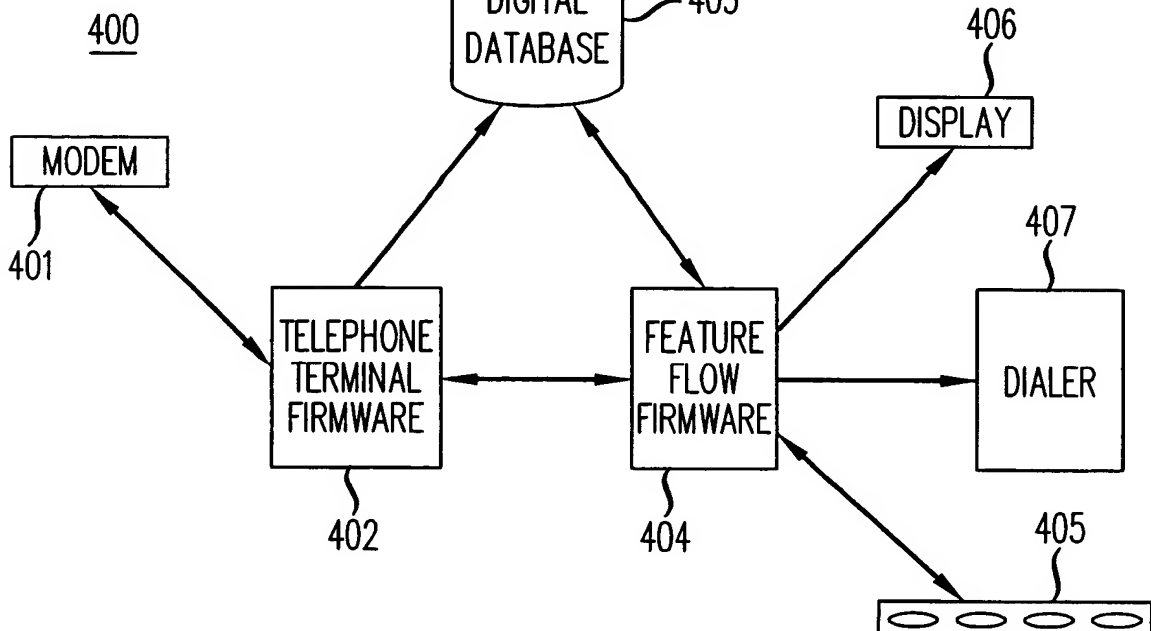 400
DIGITAL
DATABASE
406
DISPLAY
MODEM
401
407
TELEPHONE
TERMINAL
FIRMWARE
FEATURE
FLOW
FIRMWARE
DIALER
402
404
405